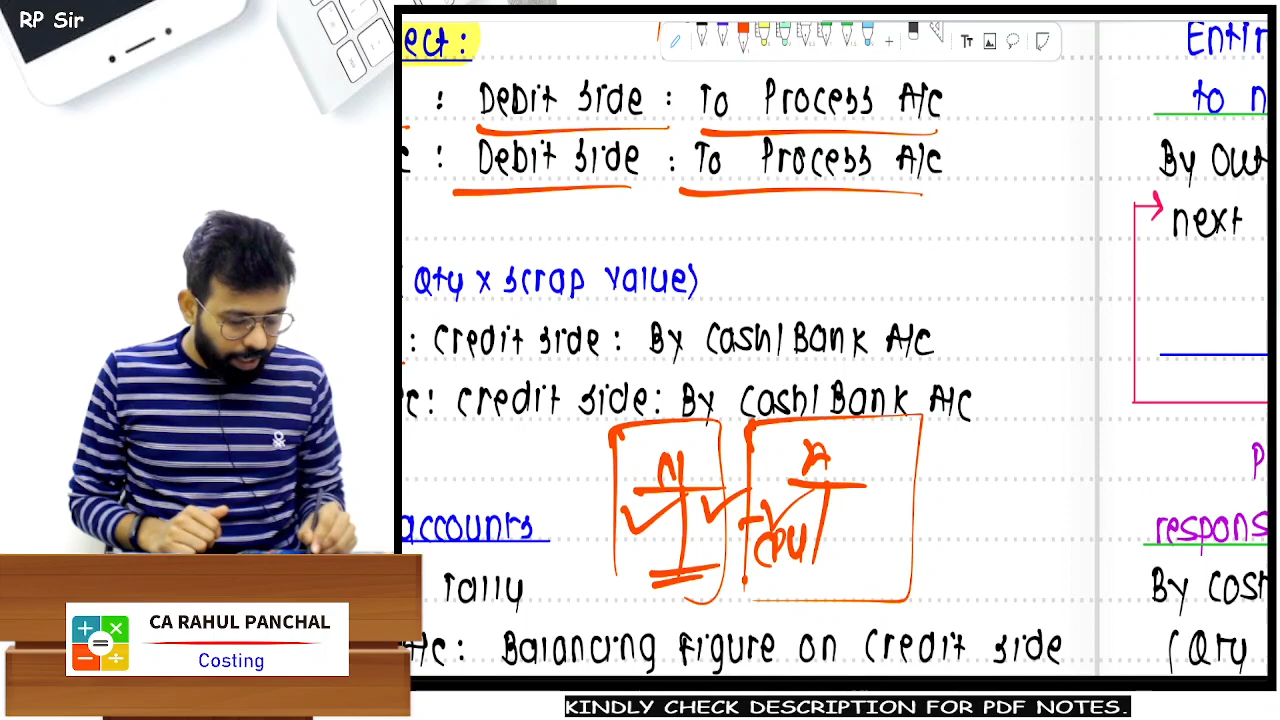 RP Sir
ect:
: Debit side : To Process A/c
c : Debit side : To Process A/c
(Qty x scrap value)
: credit side : By Cash/Bank A/c
c: credit side: By Cash/Bank A/c
accounts
Tally
A/c: Balancing figure on credit side
Entir
to n
By Out
next
P
respons
By Cos
(Qty
CA RAHUL PANCHAL
Costing
KINDLY CHECK DESCRIPTION FOR PDF NOTES.